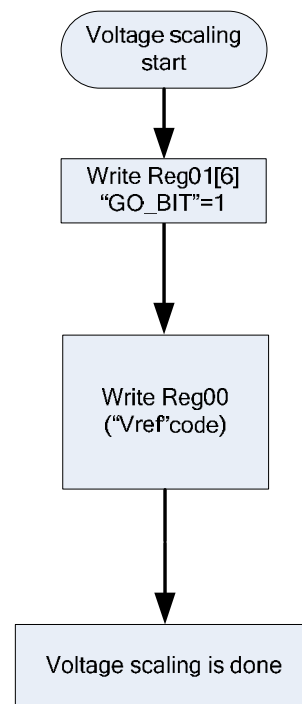 Voltage scaling
start
Write Reg01[6]
“GO_BIT”=1
Write Reg00
(“Vref”code)
Voltage scaling is done